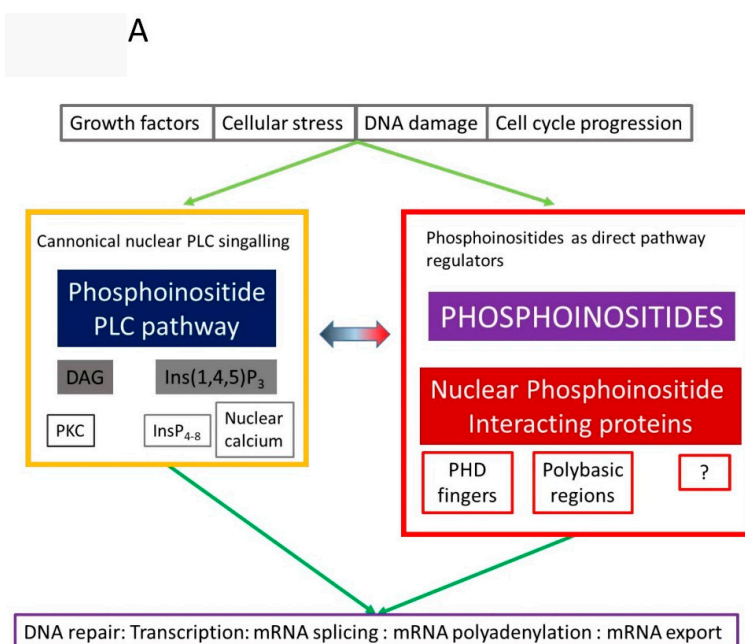 A
Growth factors Cellular stress DNA damage Cell cycle progression
Cannonical nuclear PLC singalling
Phosphoinositide
PLC pathway
DAG Ins(1,4,5)P₃
PKC InsP₄₋₈ Nuclear
calcium
Phosphoinositides as direct pathway
regulators
PHOSPHOINOSITIDES
Nuclear Phosphoinositide
Interacting proteins
PHD
fingers
Polybasic
regions
?
DNA repair: Transcription: mRNA splicing : mRNA polyadenylation : mRNA export